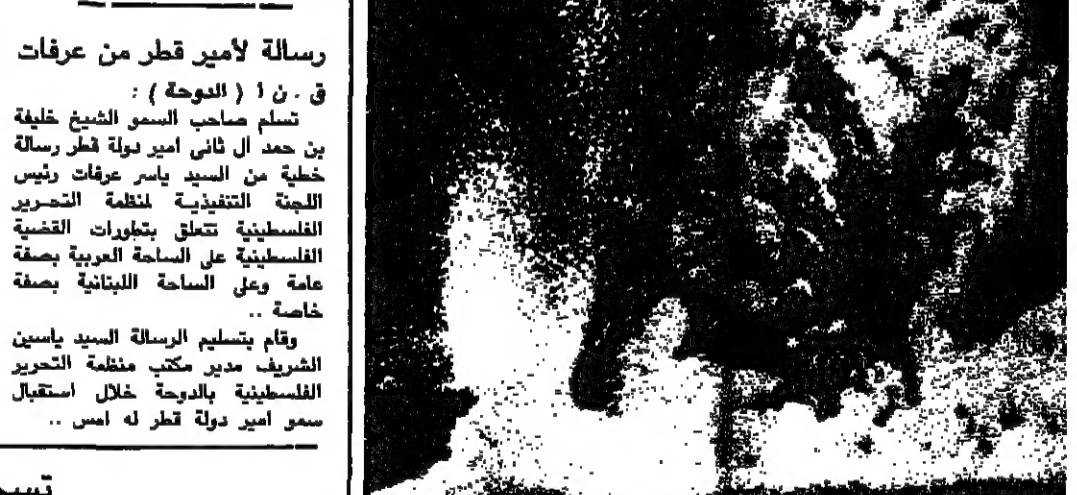 رسالة لأمير قطر من عرفات
ق . ن ا ( الدوحة ) :
تسلم صاحب السمو الشيخ خليفة
بن حمد آل ثاني امير دولة قطر رسالة
خطية من السيد ياسر عرفات رئيس
اللجنة التنفيذية لمنظمة التحرير
الفلسطينية تتعلق بتطورات القضية
الفلسطينية على الساحة العربية بصفة
عامة وعلى الساحة اللبنانية بصفة
خاصة ..
وقام بتسليم الرسالة السيد ياسين
الشريف مدير مكتب منظمة التحرير
الفلسطينية بالدوحة خلال استقبال
سمو امير دولة قطر له امس ..